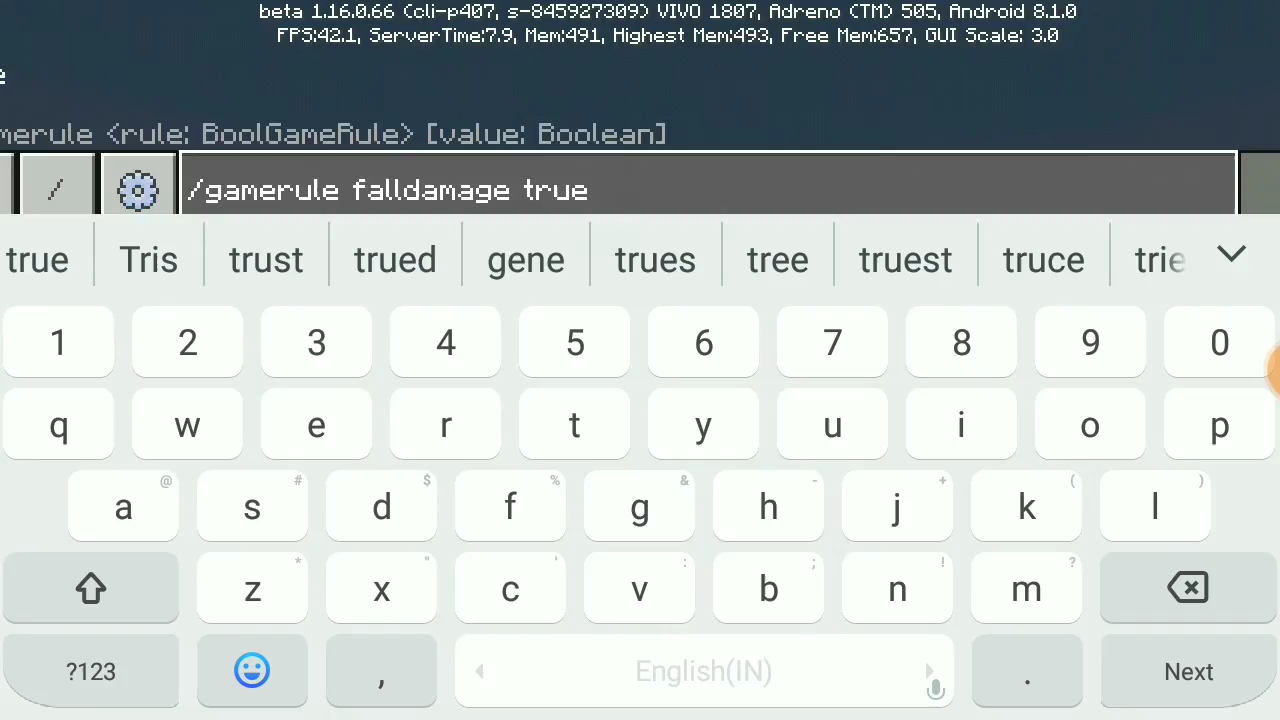 beta 1.16.0.66 (cli-p407, s-845927309) VIVO 1807, Adreno (TM) 505, Android 8.1.0
FPS:42.1, ServerTime:7.9, Mem:491, Highest Mem:493, Free Mem:657, GUI Scale: 3.0
e
merule <rule: BoolGameRule> [value: Boolean]
/ /gamerule falldamage true
true Tris trust trued gene trues tree truest truce trie
1 2 3 4 5 6 7 8 9 0
q w e r t y u i o p
@ # $ % & - + ( )
a s d f g h j k l
* " ' : ; ! ?
z x c v b n m
?123 , English(IN) . Next